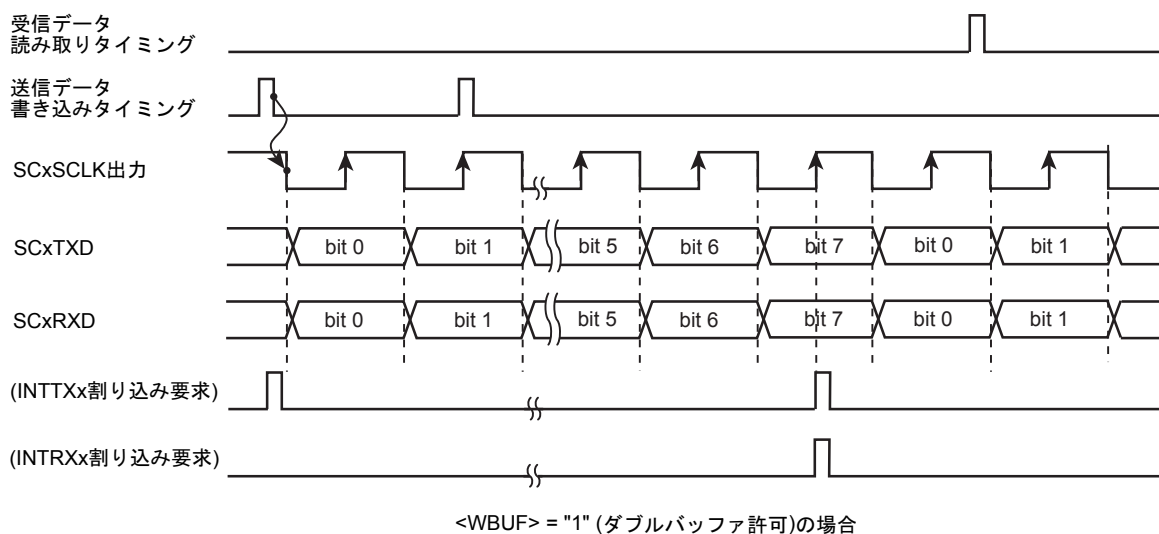 受信データ
読み取りタイミング
送信データ
書き込みタイミング
SCxSCLK出力
SCxTXD
bit 0
bit 1
bit 5
bit 6
bit 7
bit 0
bit 1
SCxRXD
bit 0
bit 1
bit 5
bit 6
bit 7
bit 0
bit 1
(INTTXx割り込み要求)
(INTRXx割り込み要求)
<WBUF> = "1" (ダブルバッファ許可)の場合